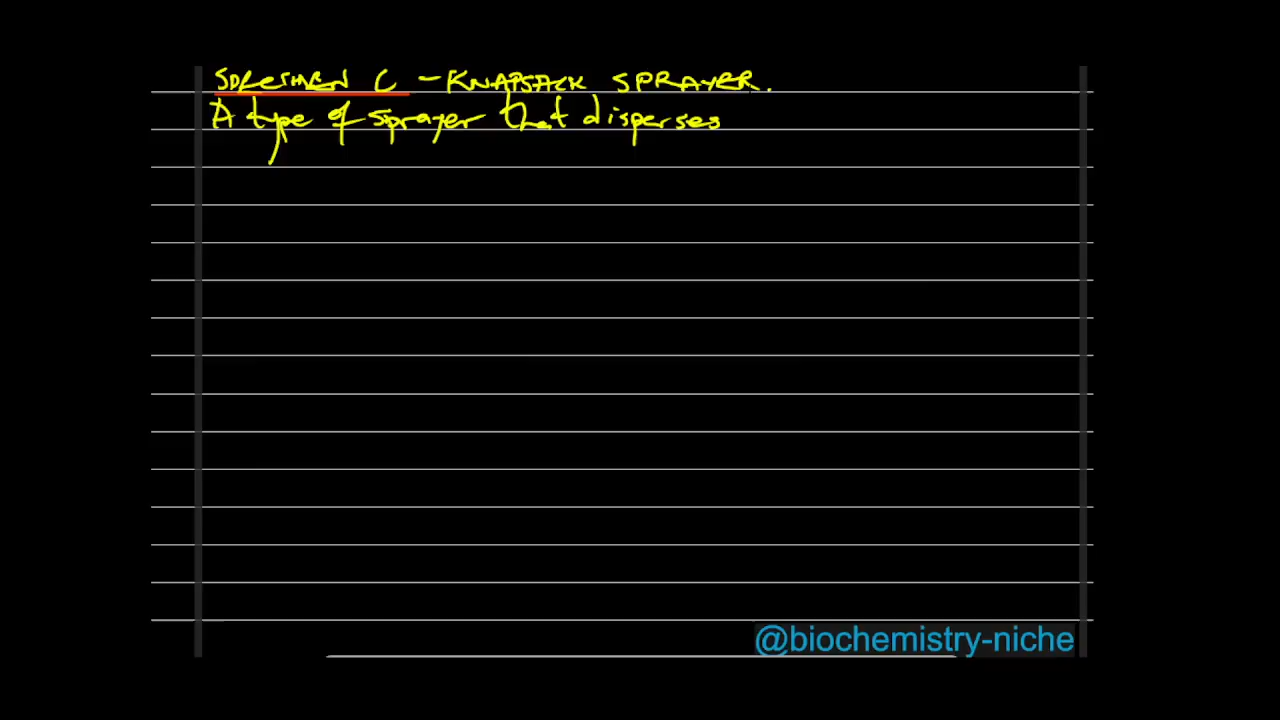 SPECIMEN C - KNAPSACK SPRAYER.
A type of sprayer that disperses
@biochemistry-niche